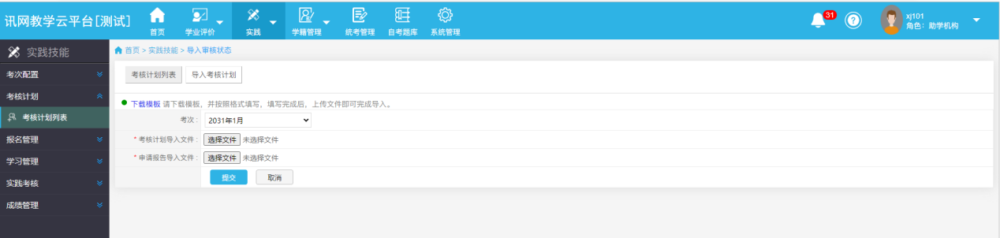 讯网教学云平台[测试]
首页
学业评价
实践
学籍管理
统考管理
自考题库
系统管理
31
xj101
角色：助学机构
实践技能
首页 > 实践技能 > 导入审核状态
考次配置
考核计划
考核计划列表
报名管理
学习管理
实践考核
成绩管理
考核计划列表 导入考核计划
下载模板 请下载模板，并按照格式填写，填写完成后，上传文件即可完成导入。
考次： 2031年1月
* 考核计划导入文件： 选择文件 未选择文件
* 申请报告导入文件： 选择文件 未选择文件
提交 取消